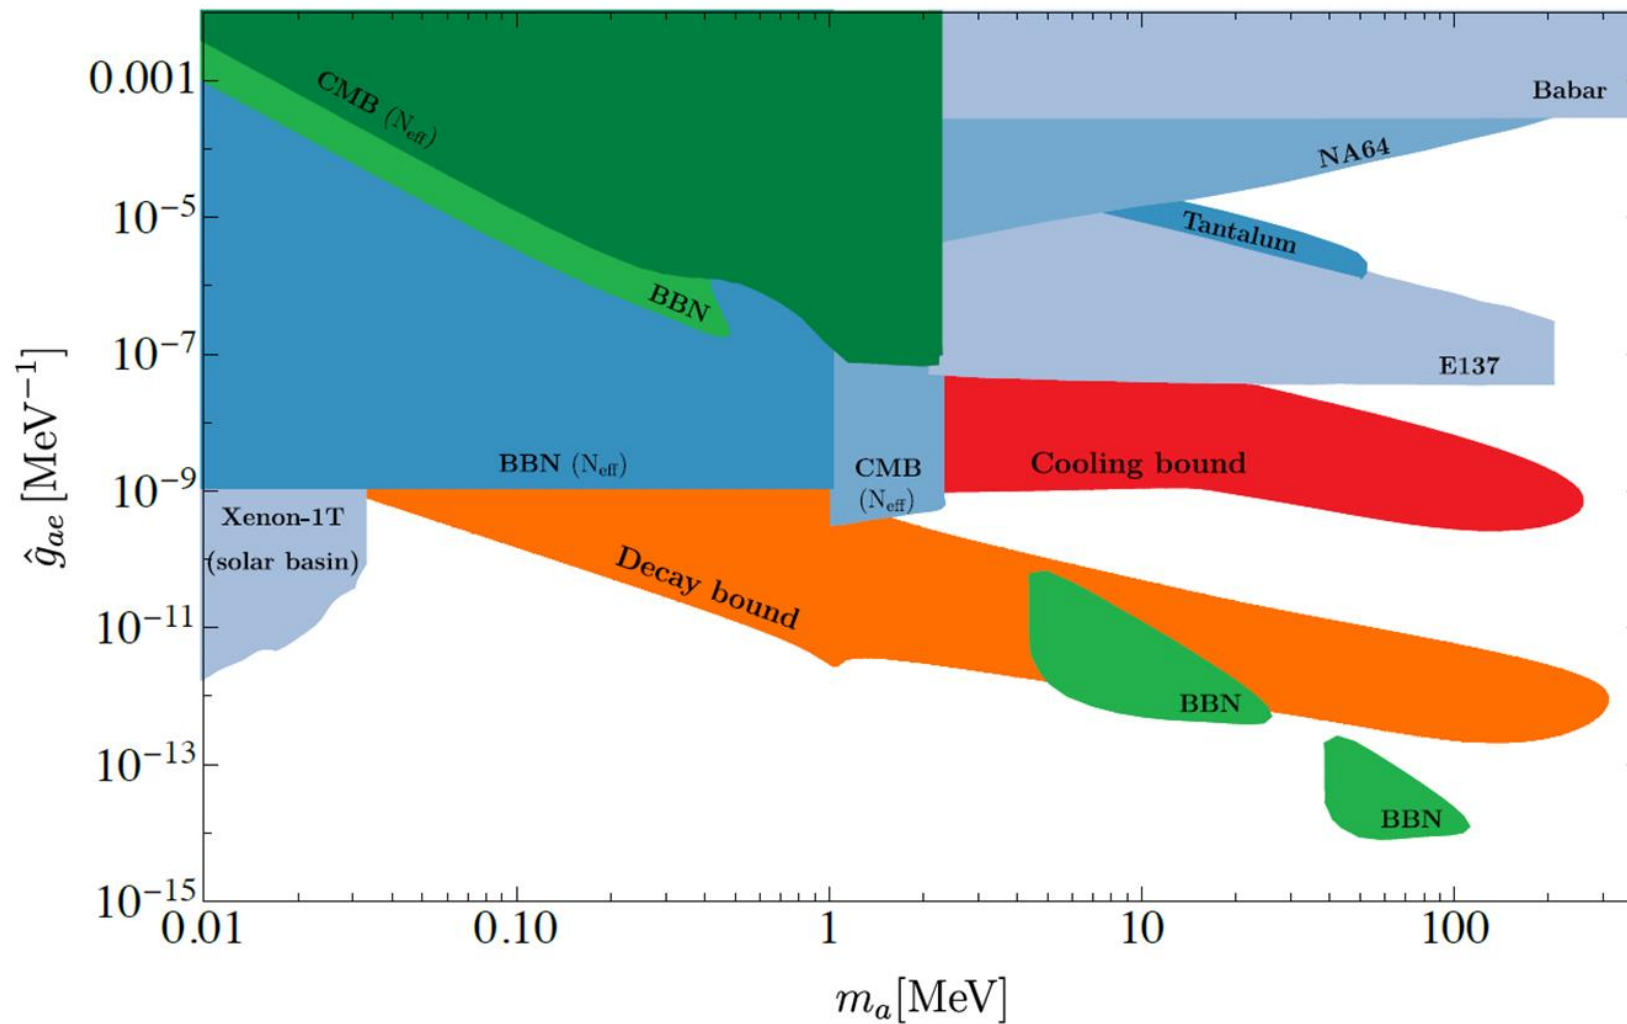 0.001
10⁻⁵
10⁻⁷
10⁻⁹
10⁻¹¹
10⁻¹³
10⁻¹⁵
ĝₐₑ [MeV⁻¹]
CMB (N_eff)
BBN
Babar
NA64
Tantalum
E137
BBN (N_eff)
CMB
(N_eff)
Cooling bound
Xenon-1T
(solar basin)
Decay bound
BBN
BBN
0.01 0.10 1 10 100
mₐ[MeV]